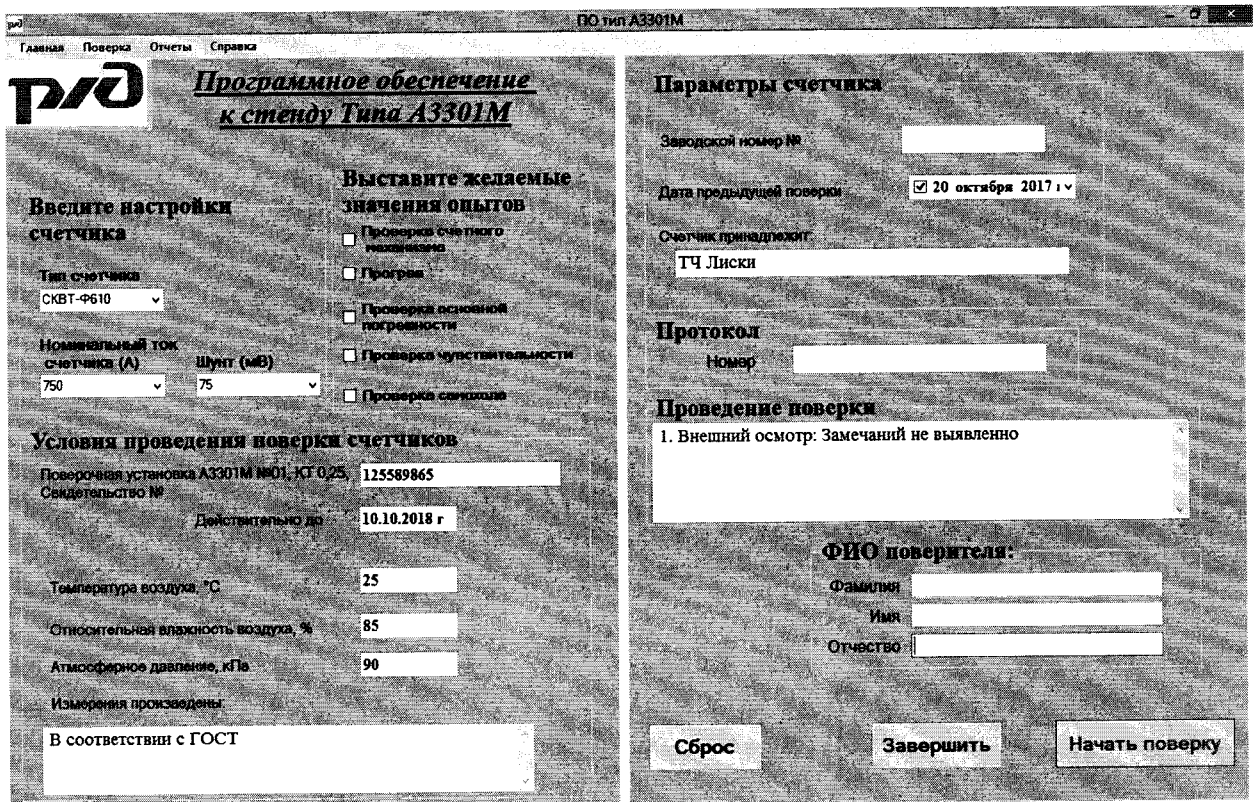 ПО тип А3301М
Главная Поверка Отчеты Справка
РЖД
Программное обеспечение
к стенду Типа А3301М
Введите настройки
счетчика
Тип счетчика
СКВТ-Ф610
Номинальный ток
счетчика (А)
750
Шунт (мВ)
75
Выставите желаемые
значения опытов
Проверка счетного
механизма
Прогрев
Проверка основной
погрешности
Проверка чувствительности
Проверка самохода
Условия проведения поверки счетчиков
Поверочная установка А3301М №01, КТ 0,25,
Свидетельство №
125589865
Действительно до
10.10.2018 г
Температура воздуха, °С
25
Относительная влажность воздуха, %
85
Атмосферное давление, кПа
90
Измерения произведены:
В соответствии с ГОСТ
Параметры счетчика
Заводской номер №
Дата предыдущей поверки
20 октября 2017 г
Счетчик принадлежит:
ТЧ Лиски
Протокол
Номер
Проведение поверки
1. Внешний осмотр: Замечаний не выявленно
ФИО поверителя:
Фамилия
Имя
Отчество
Сброс
Завершить
Начать поверку